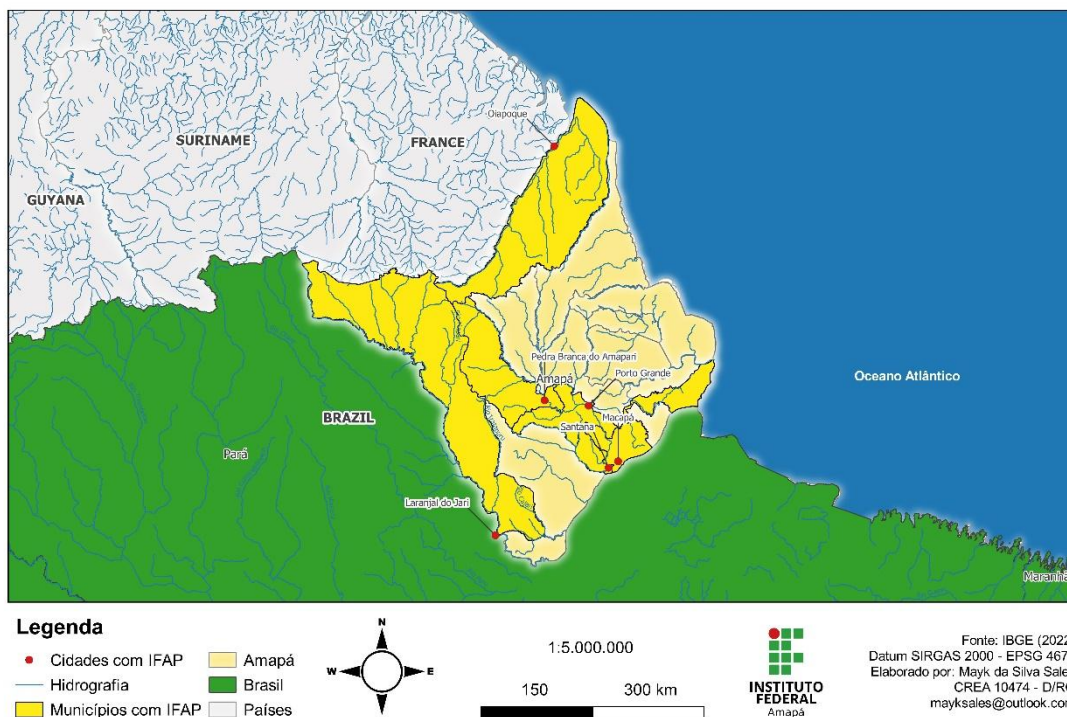 Oiapoque
SURINAME
FRANCE
GUYANA
Pedra Branca do Amapari
Amapá
Porto Grande
Oceano Atlântico
BRAZIL
Macapá
Santana
Pará
Laranjal do Jari
Maranhã
Legenda
Cidades com IFAP
Hidrografia
Municípios com IFAP
Amapá
Brasil
Países
N
W
E
S
1:5.000.000
150
300 km
INSTITUTO
FEDERAL
Amapá
Fonte: IBGE (2022
Datum SIRGAS 2000 - EPSG 467
Elaborado por: Mayk da Silva Sale
CREA 10474 - D/R
mayksales@outlook.co